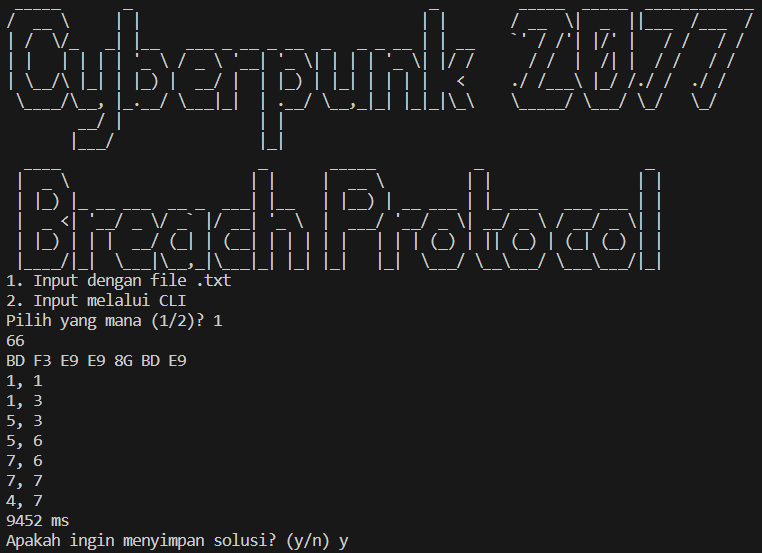 Cyberpunk 2077
Breach Protocol
1. Input dengan file .txt
2. Input melalui CLI
Pilih yang mana (1/2)? 1
66
BD F3 E9 E9 8G BD E9
1, 1
1, 3
5, 3
5, 6
7, 6
7, 7
4, 7
9452 ms
Apakah ingin menyimpan solusi? (y/n) y